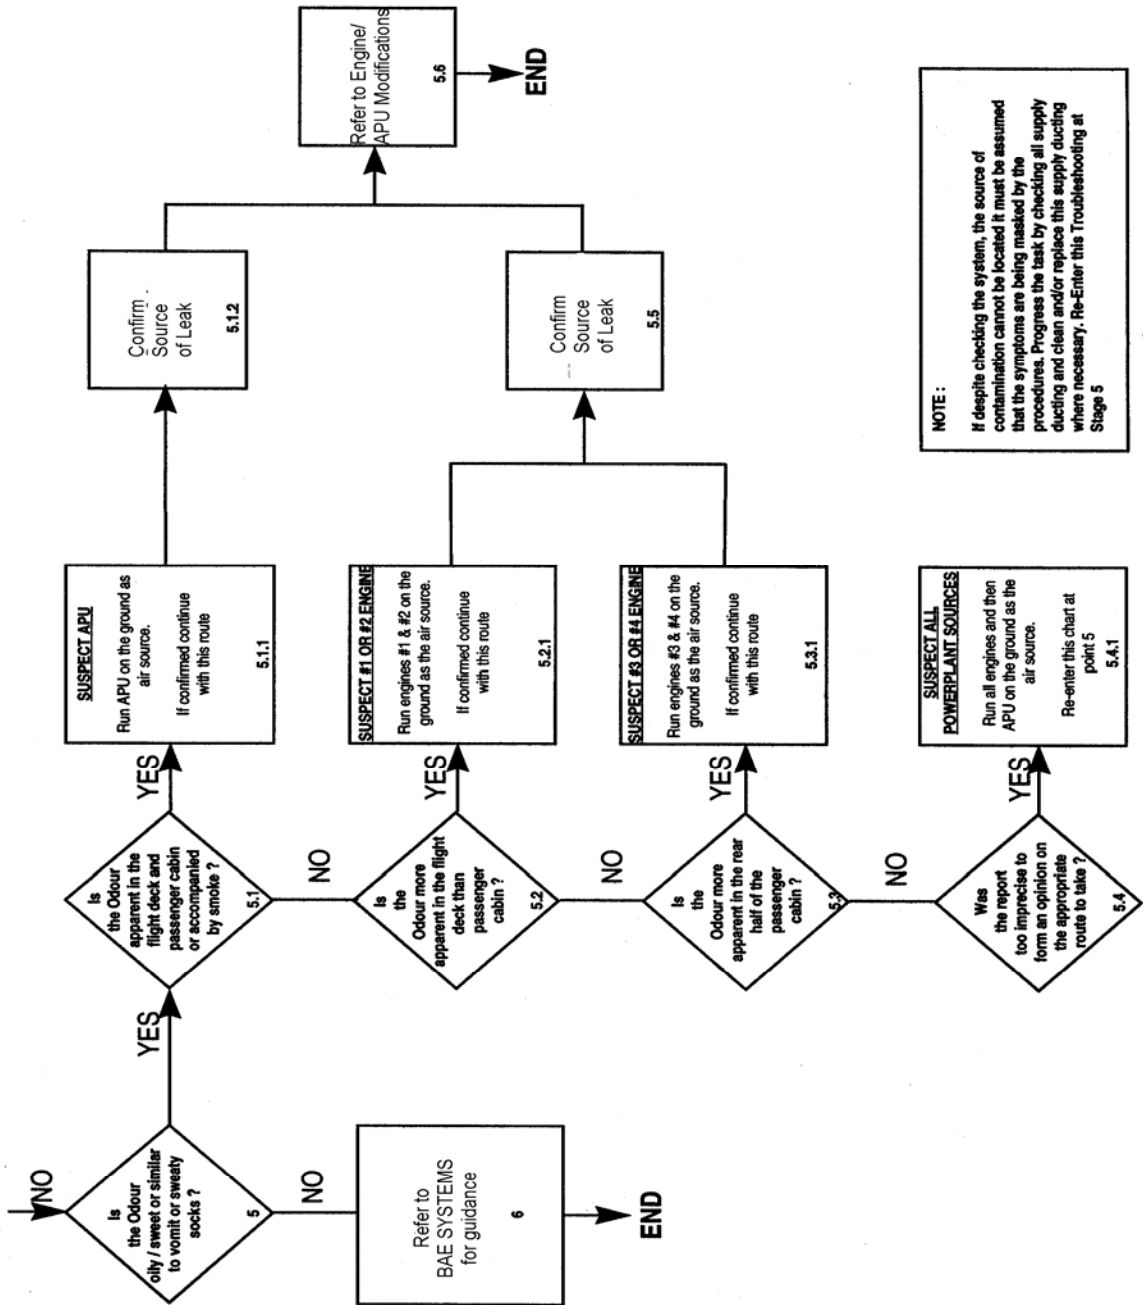 NO
Is
the Odour
oily / sweet or similar
to vomit or sweaty
socks ?
5
YES
NO
Refer to
BAE SYSTEMS
for guidance
6
END
Is
the Odour
apparent in the
flight deck and
passenger cabin
or accompanied
by smoke ?
5.1
YES
NO
SUSPECT APU
Run APU on the ground as
air source.
If confirmed continue
with this route
5.1.1
Confirm
Source
of Leak
5.1.2
Is
the
Odour more
apparent in the flight
deck than
passenger
cabin ?
5.2
YES
NO
SUSPECT #1 OR #2 ENGINE
Run engines #1 & #2 on the
ground as the air source.
If confirmed continue
with this route
5.2.1
Is
the
Odour more
apparent in the rear
half of the
passenger
cabin ?
5.3
YES
NO
SUSPECT #3 OR #4 ENGINE
Run engines #3 & #4 on the
ground as the air source.
If confirmed continue
with this route
5.3.1
Confirm
Source
of Leak
5.5
Refer to Engine/
APU Modifications
5.6
END
Was
the report
too imprecise to
form an opinion on
the appropriate
route to take ?
5.4
YES
SUSPECT ALL
POWERPLANT SOURCES
Run all engines and then
APU on the ground as the
air source.
Re-enter this chart at
point 5
5.4.1
NOTE :
If despite checking the system, the source of
contamination cannot be located it must be assumed
that the symptoms are being masked by the
procedures. Progress the task by checking all supply
ducting and clean and/or replace this supply ducting
where necessary. Re-Enter this Troubleshooting at
Stage 5